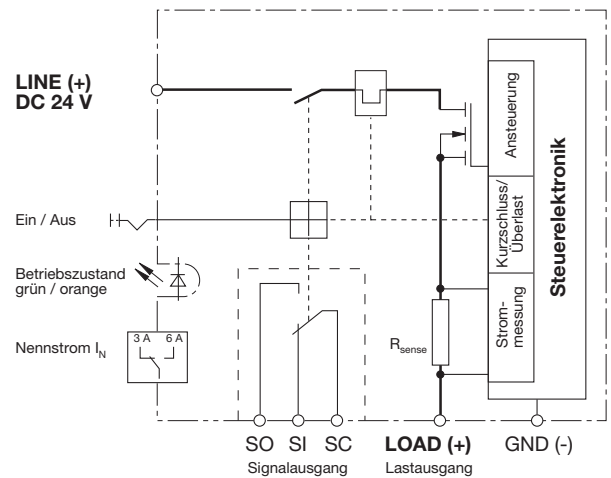 LINE (+)
DC 24 V
Ein / Aus
Betriebszustand
grün / orange
Nennstrom IN
3 A 6 A
Ansteuerung
Kurzschluss/
Überlast
Strom-
messung
Steuerelektronik
Rsense
SO SI SC
Signalausgang
LOAD (+)
Lastausgang
GND (-)